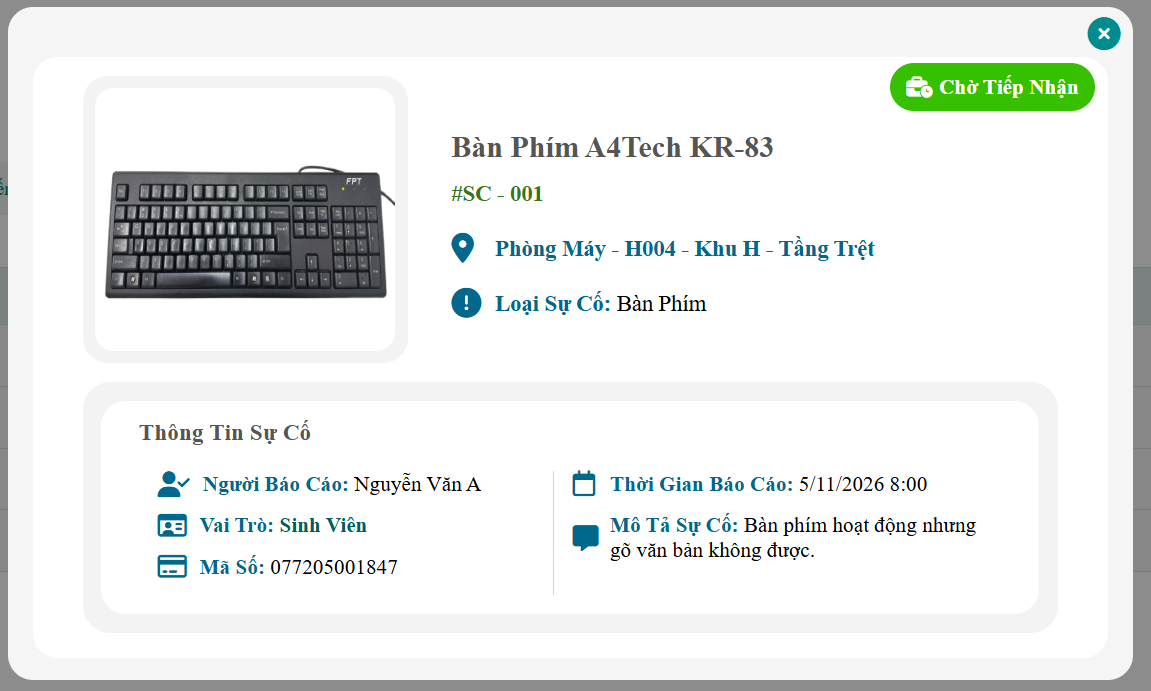 Chờ Tiếp Nhận
Bàn Phím A4Tech KR-83
#SC - 001
Phòng Máy - H004 - Khu H - Tầng Trệt
Loại Sự Cố: Bàn Phím
FPT
Thông Tin Sự Cố
Người Báo Cáo: Nguyễn Văn A
Vai Trò: Sinh Viên
Mã Số: 077205001847
Thời Gian Báo Cáo: 5/11/2026 8:00
Mô Tả Sự Cố: Bàn phím hoạt động nhưng
gõ văn bản không được.